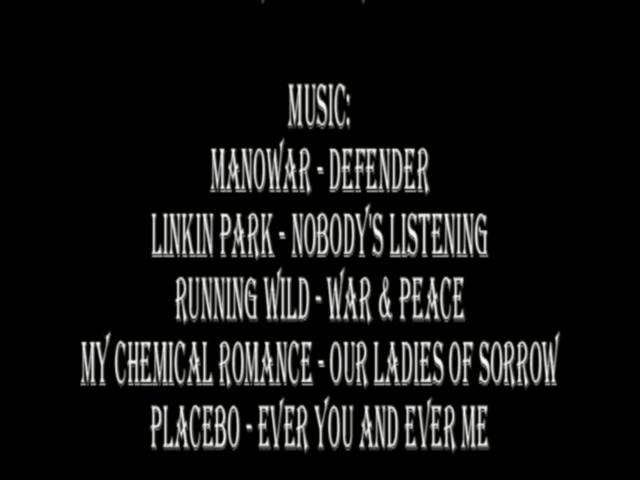 MUSIC:
MANOWAR - DEFENDER
LINKIN PARK - NOBODY'S LISTENING
RUNNING WILD - WAR & PEACE
MY CHEMICAL ROMANCE - OUR LADIES OF SORROW
PLACEBO - EVER YOU AND EVER ME